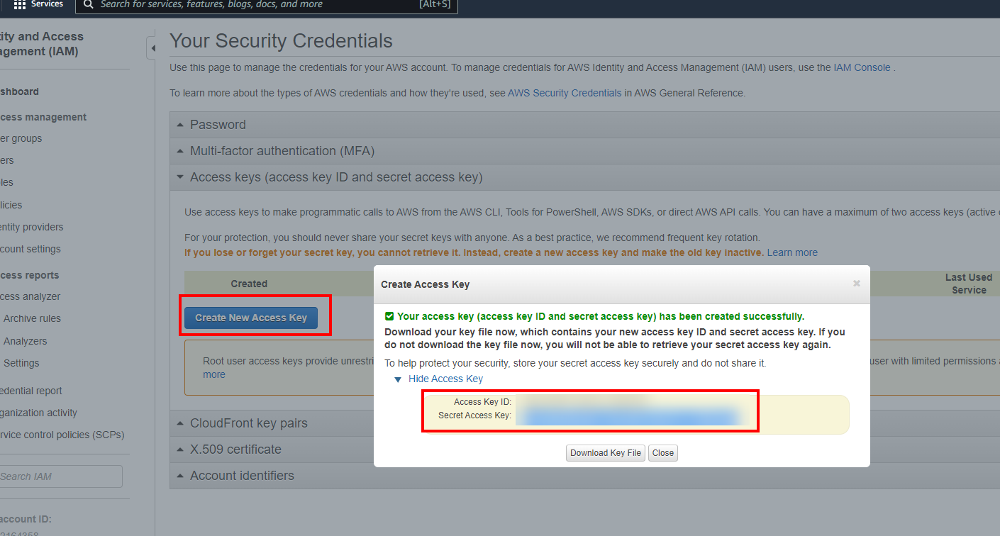 Services
Search for services, features, blogs, docs, and more
[Alt+S]
tity and Access
agement (IAM)
shboard
cess management
er groups
ers
les
licies
entity providers
count settings
cess reports
cess analyzer
Archive rules
Analyzers
Settings
edential report
rganization activity
rvice control policies (SCPs)
Search IAM
account ID:
Your Security Credentials
Use this page to manage the credentials for your AWS account. To manage credentials for AWS Identity and Access Management (IAM) users, use the IAM Console .
To learn more about the types of AWS credentials and how they're used, see AWS Security Credentials in AWS General Reference.
Password
Multi-factor authentication (MFA)
Access keys (access key ID and secret access key)
Use access keys to make programmatic calls to AWS from the AWS CLI, Tools for PowerShell, AWS SDKs, or direct AWS API calls. You can have a maximum of two access keys (active
For your protection, you should never share your secret keys with anyone. As a best practice, we recommend frequent key rotation.
If you lose or forget your secret key, you cannot retrieve it. Instead, create a new access key and make the old key inactive. Learn more
Created
Last Used
Service
Create New Access Key
Root user access keys provide unrestri
user with limited permissions
more
CloudFront key pairs
X.509 certificate
Account identifiers
Create Access Key
Your access key (access key ID and secret access key) has been created successfully.
Download your key file now, which contains your new access key ID and secret access key. If you
do not download the key file now, you will not be able to retrieve your secret access key again.
To help protect your security, store your secret access key securely and do not share it.
Hide Access Key
Access Key ID:
Secret Access Key:
Download Key File
Close